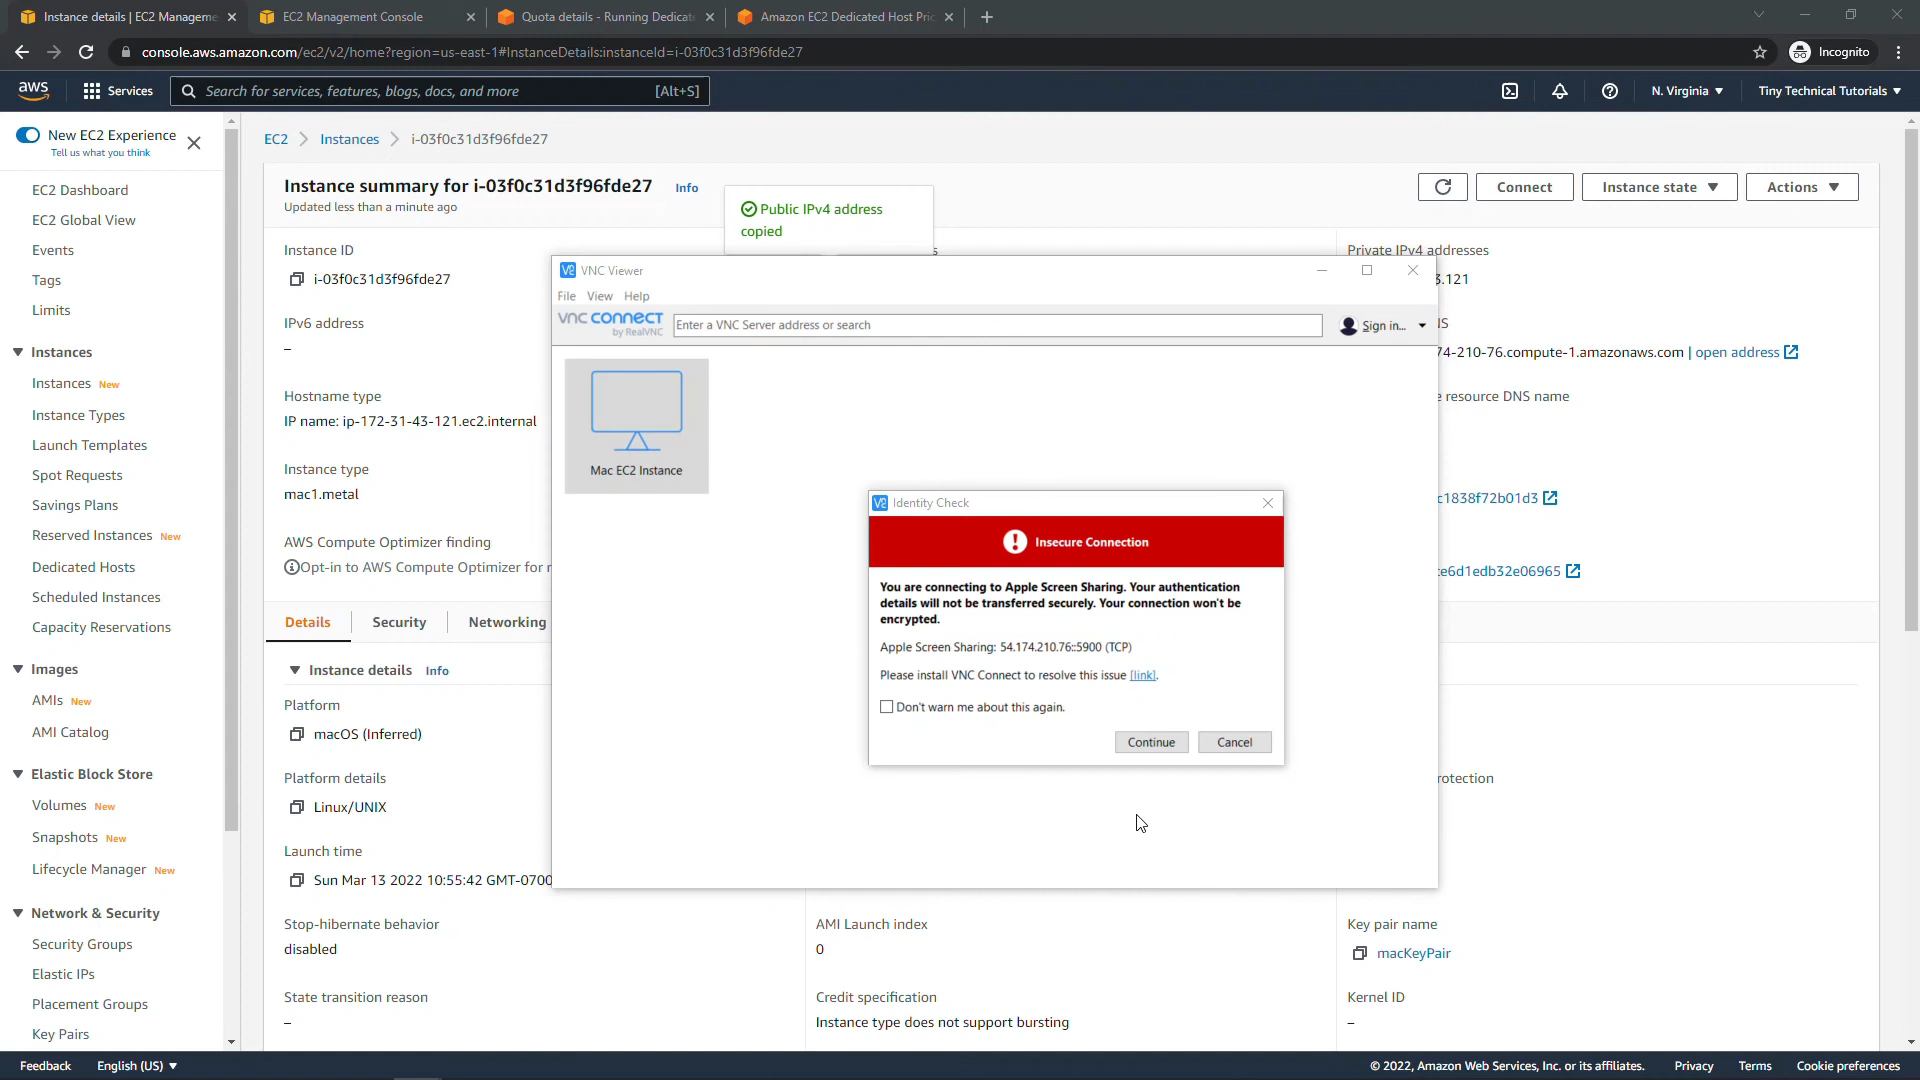 Instance details | EC2 Manageme
EC2 Management Console
Quota details - Running Dedicat
Amazon EC2 Dedicated Host Pric
console.aws.amazon.com/ec2/v2/home?region=us-east-1#InstanceDetails:instanceId=i-03f0c31d3f96fde27
Incognito
aws
Services
Search for services, features, blogs, docs, and more
[Alt+S]
N. Virginia
Tiny Technical Tutorials
New EC2 Experience
Tell us what you think
EC2 Dashboard
EC2 Global View
Events
Tags
Limits
Instances
Instances New
Instance Types
Launch Templates
Spot Requests
Savings Plans
Reserved Instances New
Dedicated Hosts
Scheduled Instances
Capacity Reservations
Images
AMIs New
AMI Catalog
Elastic Block Store
Volumes New
Snapshots New
Lifecycle Manager New
Network & Security
Security Groups
Elastic IPs
Placement Groups
Key Pairs
EC2
Instances
i-03f0c31d3f96fde27
Instance summary for i-03f0c31d3f96fde27 Info
Updated less than a minute ago
Connect
Instance state
Actions
Public IPv4 address
copied
Instance ID
i-03f0c31d3f96fde27
IPv6 address
–
Hostname type
IP name: ip-172-31-43-121.ec2.internal
Instance type
mac1.metal
AWS Compute Optimizer finding
Opt-in to AWS Compute Optimizer for r
s
Private IPv4 addresses
3.121
NS
74-210-76.compute-1.amazonaws.com | open address
e resource DNS name
c1838f72b01d3
te6d1edb32e06965
VNC Viewer
File View Help
VNC CONNECT
by RealVNC
Enter a VNC Server address or search
Sign in...
Mac EC2 Instance
Identity Check
Insecure Connection
You are connecting to Apple Screen Sharing. Your authentication
details will not be transferred securely. Your connection won't be
encrypted.
Apple Screen Sharing: 54.174.210.76::5900 (TCP)
Please install VNC Connect to resolve this issue [link].
Don't warn me about this again.
Continue
Cancel
Details
Security
Networking
Instance details Info
Platform
macOS (Inferred)
Platform details
Linux/UNIX
rotection
Launch time
Sun Mar 13 2022 10:55:42 GMT-0700
Stop-hibernate behavior
disabled
AMI Launch index
0
Key pair name
macKeyPair
State transition reason
–
Credit specification
Instance type does not support bursting
Kernel ID
–
Feedback
English (US)
© 2022, Amazon Web Services, Inc. or its affiliates.
Privacy
Terms
Cookie preferences